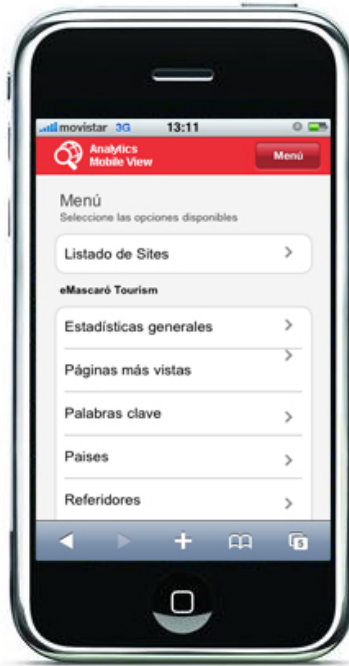 movistar 3G 13:11
Analytics
Mobile View
Menú
Menú
Seleccione las opciones disponibles
Listado de Sites
eMascaró Tourism
Estadísticas generales
Páginas más vistas
Palabras clave
Paises
Referidores
5